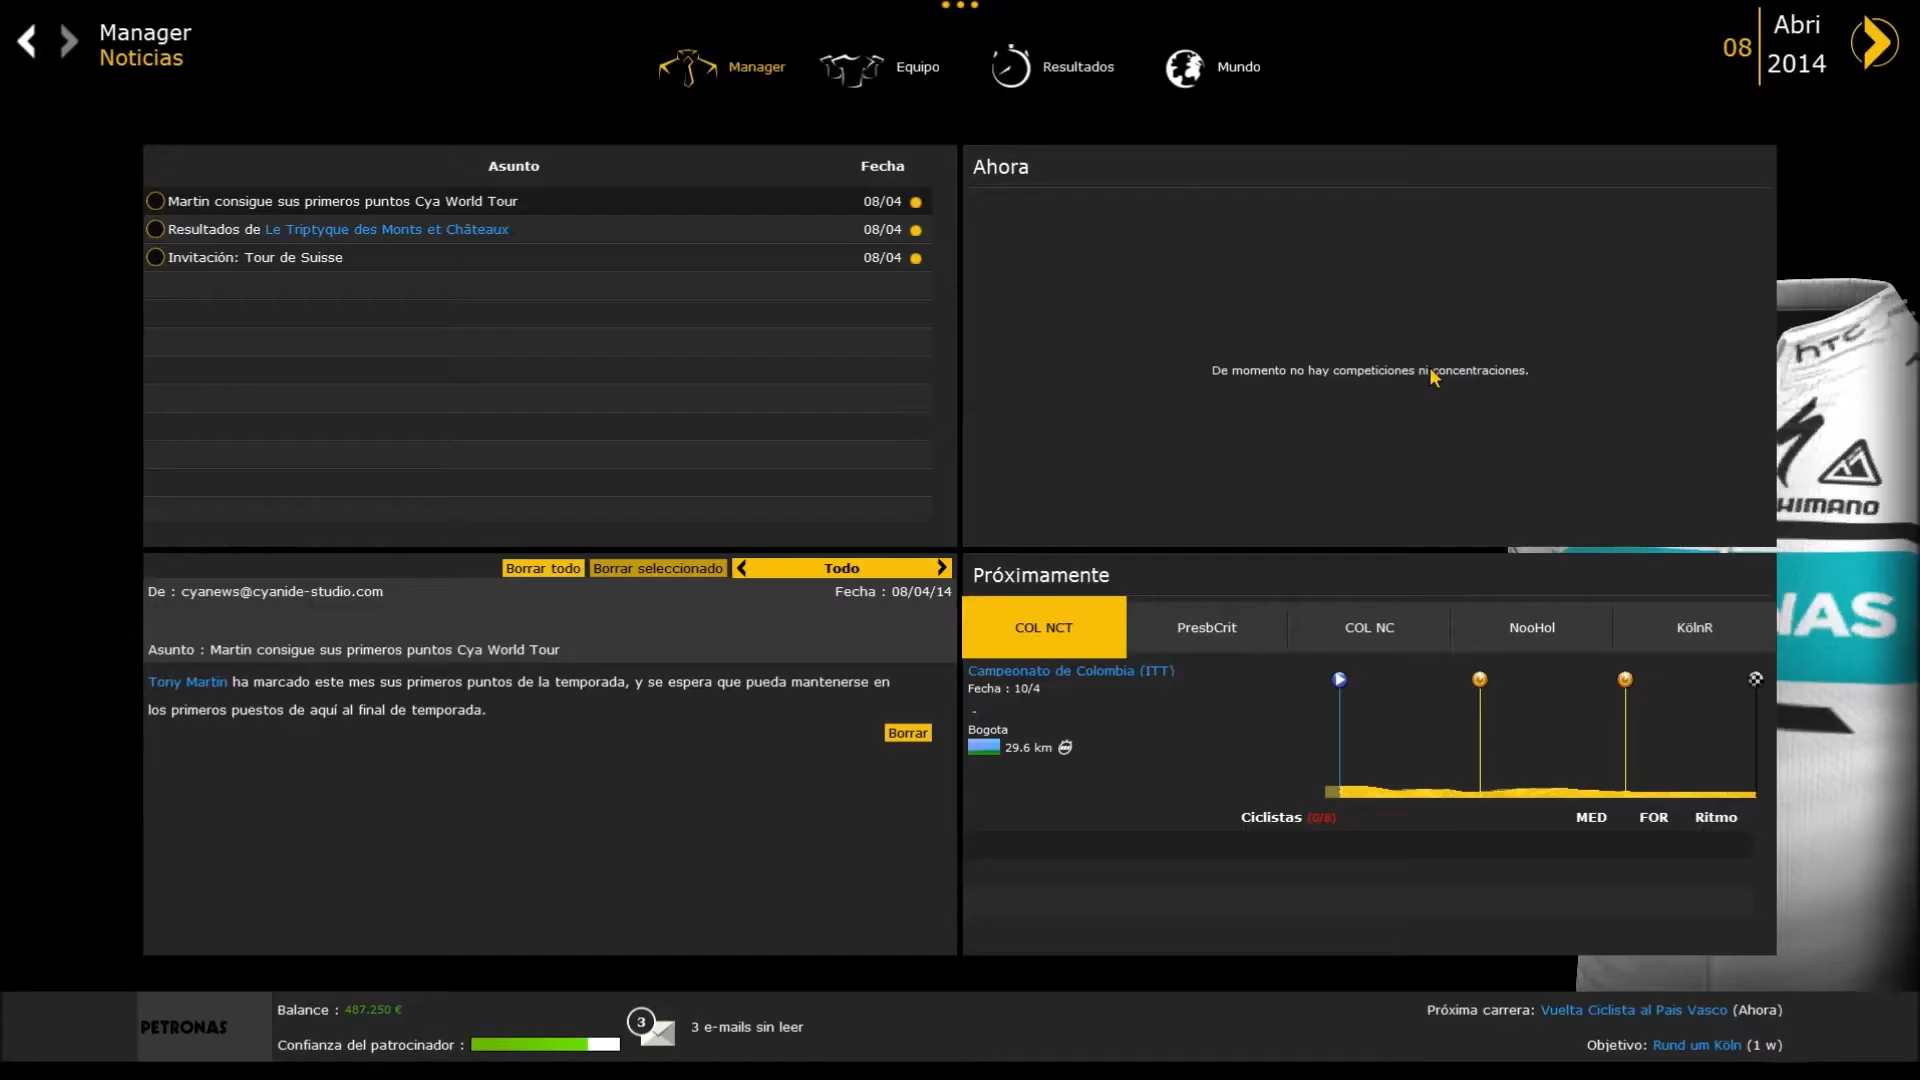 Manager
Noticias
Manager
Equipo
Resultados
Mundo
08
Abri
2014
Asunto
Fecha
Martin consigue sus primeros puntos Cya World Tour
08/04
Resultados de Le Triptyque des Monts et Châteaux
08/04
Invitación: Tour de Suisse
08/04
Ahora
De momento no hay competiciones ni concentraciones.
hTC
HIMANO
NAS
Borrar todo
Borrar seleccionado
Todo
De : cyanews@cyanide-studio.com
Fecha : 08/04/14
Asunto : Martin consigue sus primeros puntos Cya World Tour
Tony Martin ha marcado este mes sus primeros puntos de la temporada, y se espera que pueda mantenerse en
los primeros puestos de aquí al final de temporada.
Borrar
Próximamente
COL NCT
PresbCrit
COL NC
NooHol
KölnR
Campeonato de Colombia (ITT)
Fecha : 10/4
-
Bogota
29.6 km
Ciclistas (0/8)
MED
FOR
Ritmo
PETRONAS
Balance : 487.250 €
Confianza del patrocinador :
3
3 e-mails sin leer
Próxima carrera: Vuelta Ciclista al Pais Vasco (Ahora)
Objetivo: Rund um Köln (1 w)